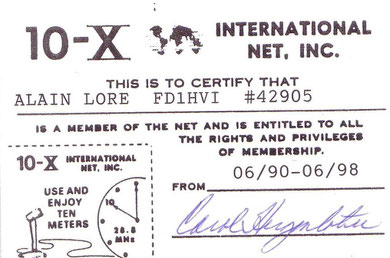 10-X INTERNATIONAL NET, INC.
THIS IS TO CERTIFY THAT
ALAIN LORE FD1HVI #42905
IS A MEMBER OF THE NET AND IS ENTITLED TO ALL
THE RIGHTS AND PRIVILEGES
OF MEMBERSHIP.
FROM 06/90-06/98
10-X INTERNATIONAL NET, INC.
USE AND
ENJOY
TEN
METERS
10
28.8
MHz
Carol